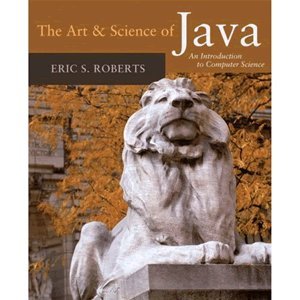 The Art & Science of Java
An Introduction
to Computer Science
ERIC S. ROBERTS